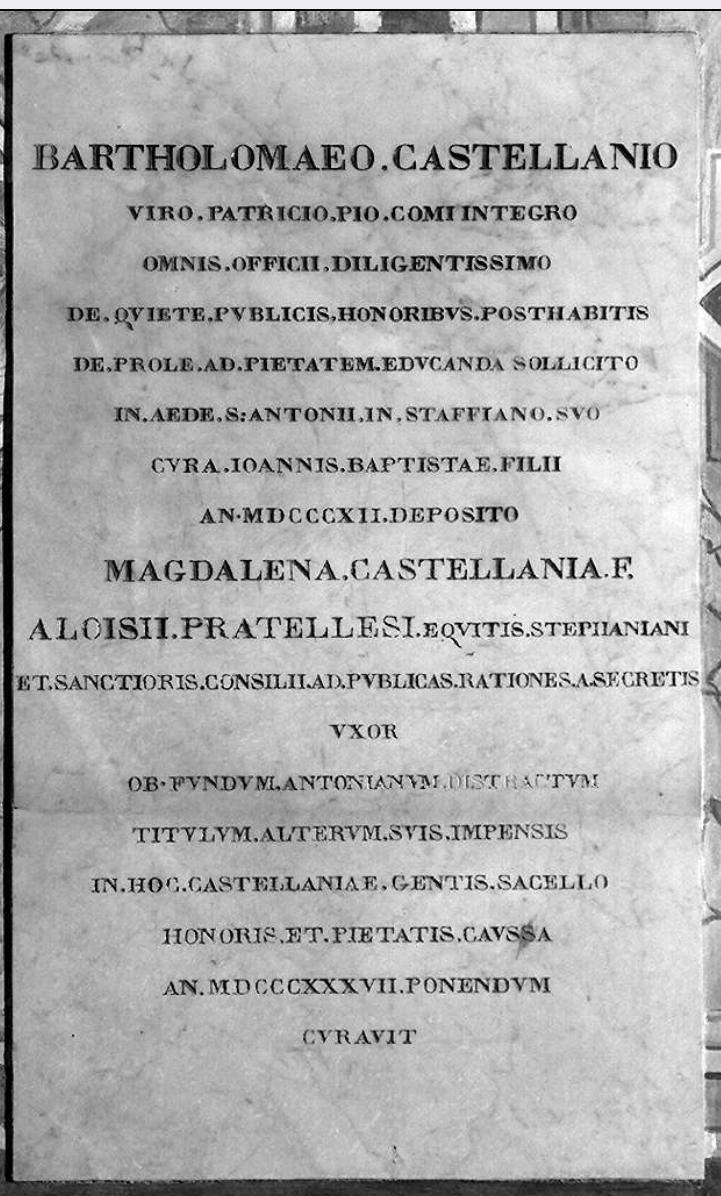 BARTHOLOMAEO.CASTELLANIO
VIRO.PATRICIO.PIO.COMI INTEGRO
OMNIS.OFFICII.DILIGENTISSIMO
DE.QVIETE.PVBLICIS.HONORIBVS.POSTHABITIS
DE.PROLE.AD.PIETATEM.EDVCANDA SOLLICITO
IN.AEDE.S:ANTONII.IN.STAFFIANO.SVO
CVRA.IOANNIS.BAPTISTAE.FILII
AN·MDCCCXII.DEPOSITO
MAGDALENA.CASTELLANIA.F.
ALOISII.PRATELLESI.EQVITIS.STEPHANIANI
ET.SANCTIORIS.CONSILII.AD.PVBLICAS.RATIONES.A.SECRETIS
VXOR
OB·FVNDVM.ANTONIANVM.DISTRACTVM
TITVLVM.ALTERVM.SVIS.IMPENSIS
IN.HOC.CASTELLANIAE.GENTIS.SACELLO
HONORIS.ET.PIETATIS.CAVSSA
AN.MDCCCXXXVII.PONENDVM
CVRAVIT